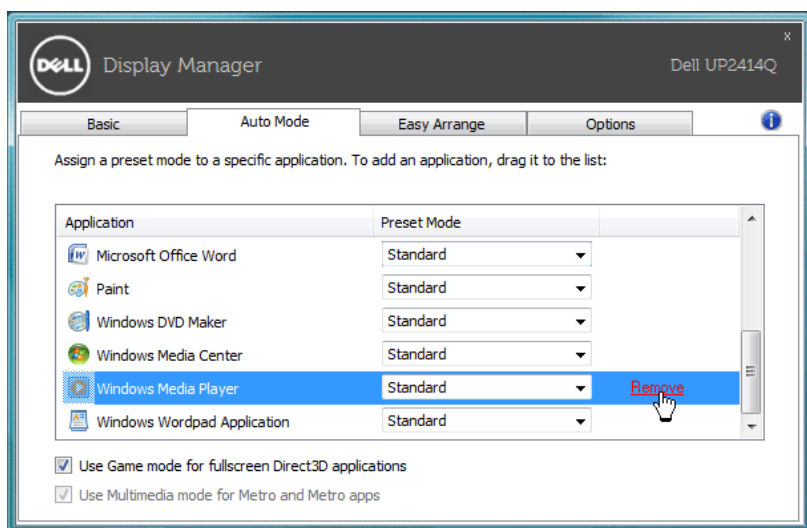 DELL Display Manager Dell UP2414Q x
Basic Auto Mode Easy Arrange Options i
Assign a preset mode to a specific application. To add an application, drag it to the list:
Application Preset Mode
Microsoft Office Word Standard
Paint Standard
Windows DVD Maker Standard
Windows Media Center Standard
Windows Media Player Standard Remove
Windows Wordpad Application Standard
Use Game mode for fullscreen Direct3D applications
Use Multimedia mode for Metro and Metro apps